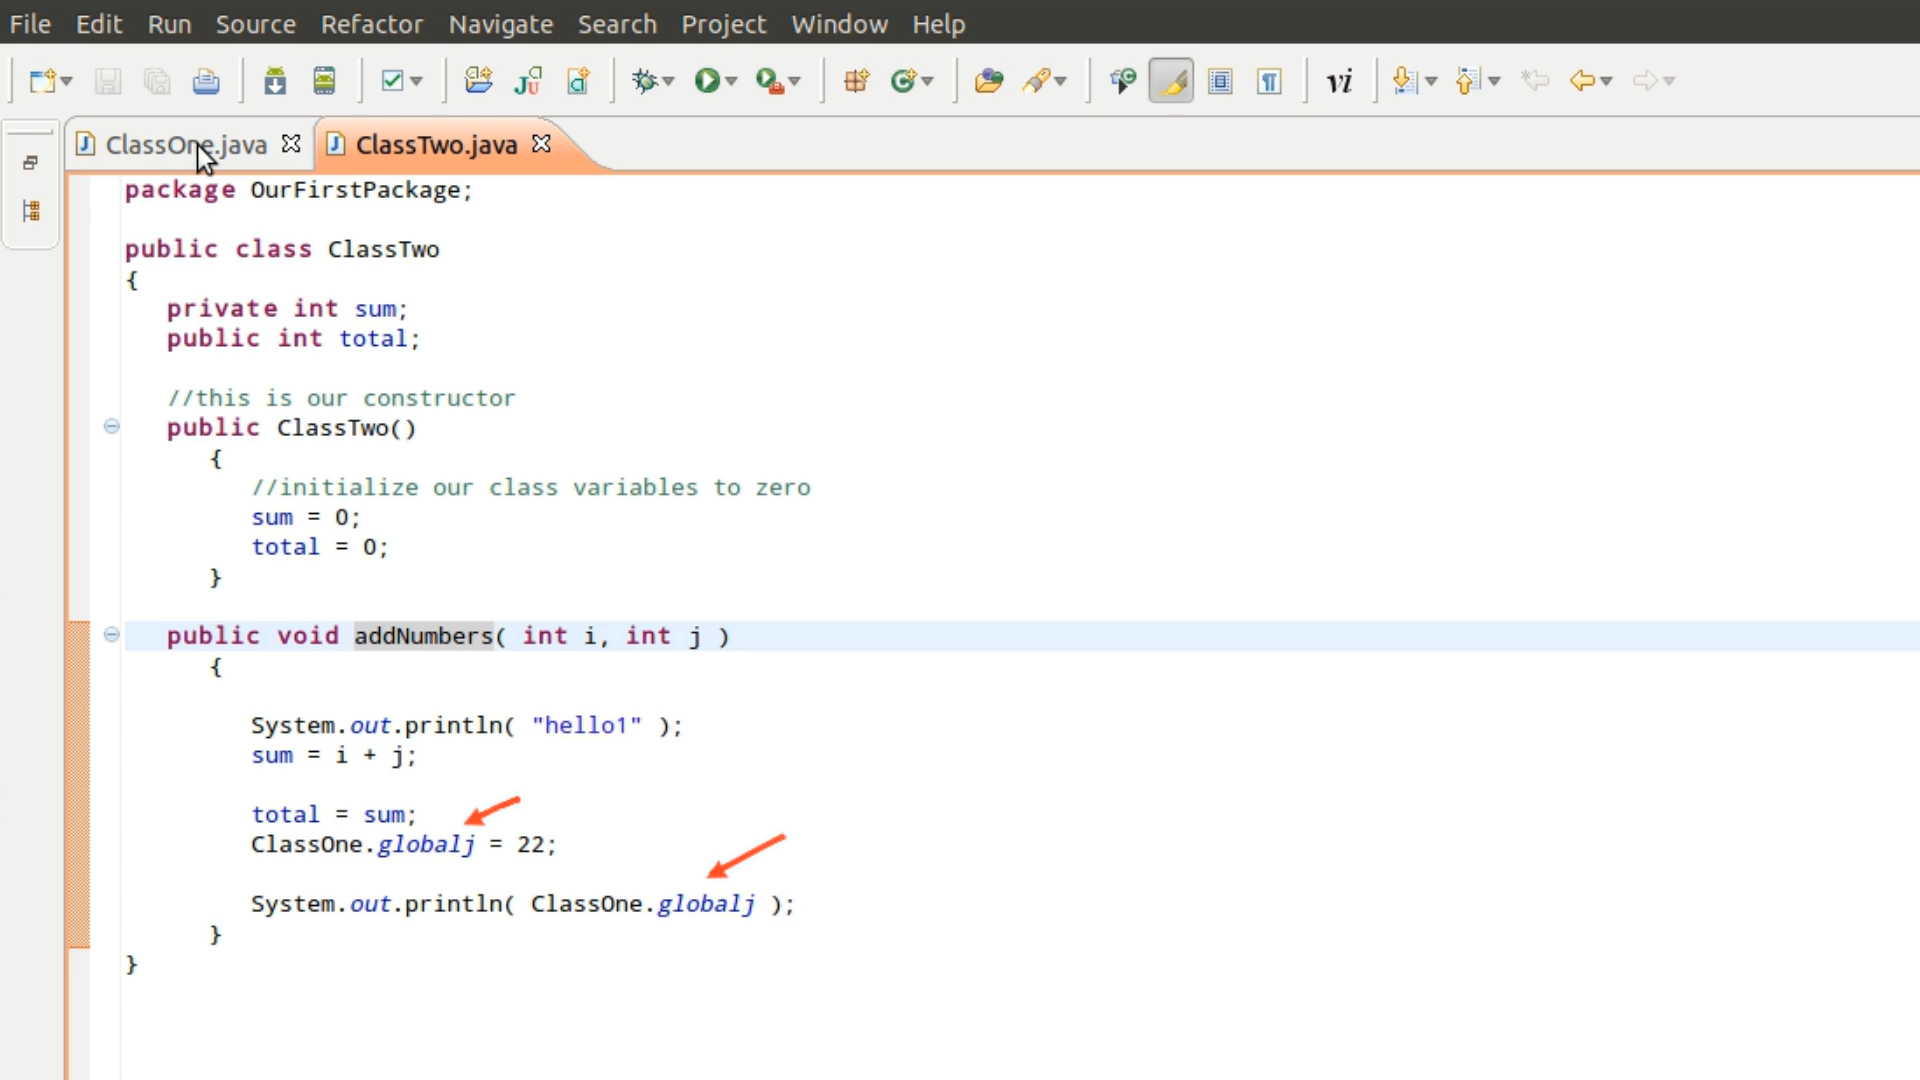 File Edit Run Source Refactor Navigate Search Project Window Help
Ju a vi
J ClassOne.java J ClassTwo.java
package OurFirstPackage;
public class ClassTwo
{
private int sum;
public int total;
//this is our constructor
public ClassTwo()
{
//initialize our class variables to zero
sum = 0;
total = 0;
}
public void addNumbers( int i, int j )
{
System.out.println( "hello1" );
sum = i + j;
total = sum;
ClassOne.globalj = 22;
System.out.println( ClassOne.globalj );
}
}